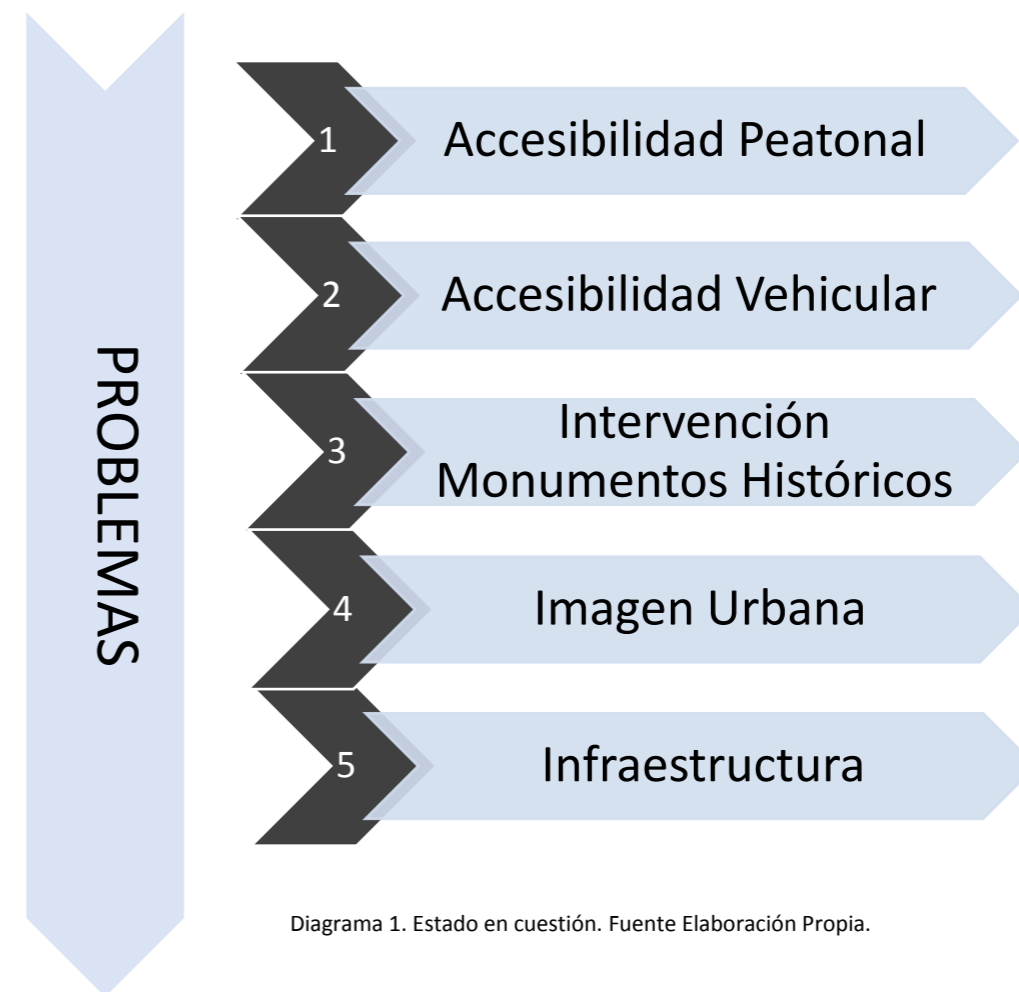 PROBLEMAS
1
Accesibilidad Peatonal
2
Accesibilidad Vehicular
3
Intervención
Monumentos Históricos
4
Imagen Urbana
5
Infraestructura
Diagrama 1. Estado en cuestión. Fuente Elaboración Propia.